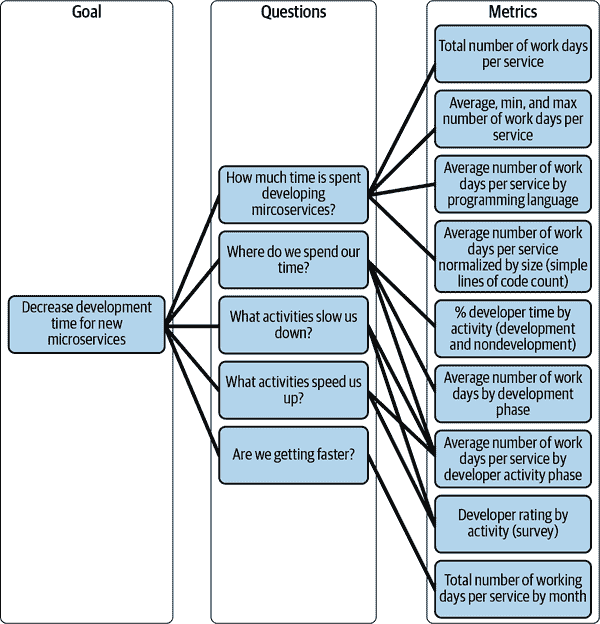 Goal
Questions
Metrics
Decrease development
time for new
microservices
How much time is spent
developing
mircoservices?
Where do we spend our
time?
What activities slow us
down?
What activities speed us
up?
Are we getting faster?
Total number of work days
per service
Average, min, and max
number of work days per
service
Average number of work
days per service by
programming language
Average number of work
days per service
normalized by size (simple
lines of code count)
% developer time by
activity (development
and nondevelopment)
Average number of work
days by development
phase
Average number of work
days per service by
developer activity phase
Developer rating by
activity (survey)
Total number of working
days per service by month